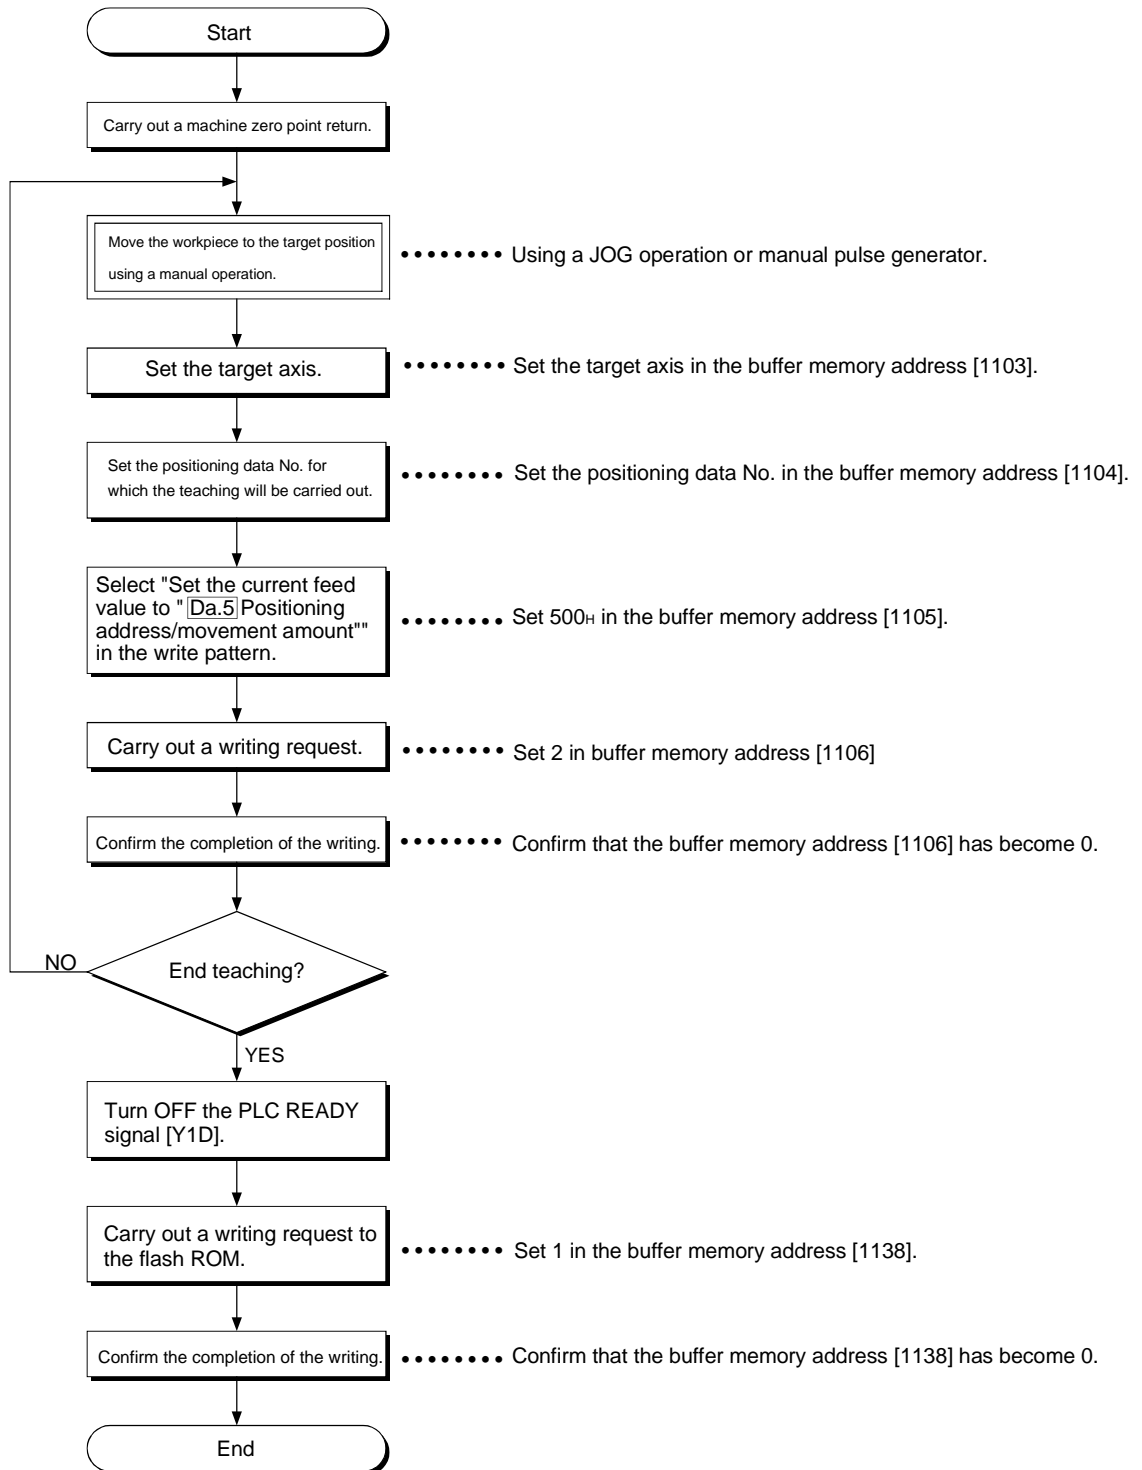 Start
Carry out a machine zero point return.
Move the workpiece to the target position
using a manual operation.
Using a JOG operation or manual pulse generator.
Set the target axis.
Set the target axis in the buffer memory address [1103].
Set the positioning data No. for
which the teaching will be carried out.
Set the positioning data No. in the buffer memory address [1104].
Select "Set the current feed
value to " Da.5 Positioning
address/movement amount""
in the write pattern.
Set 500H in the buffer memory address [1105].
Carry out a writing request.
Set 2 in buffer memory address [1106]
Confirm the completion of the writing.
Confirm that the buffer memory address [1106] has become 0.
NO
End teaching?
YES
Turn OFF the PLC READY
signal [Y1D].
Carry out a writing request to
the flash ROM.
Set 1 in the buffer memory address [1138].
Confirm the completion of the writing.
Confirm that the buffer memory address [1138] has become 0.
End